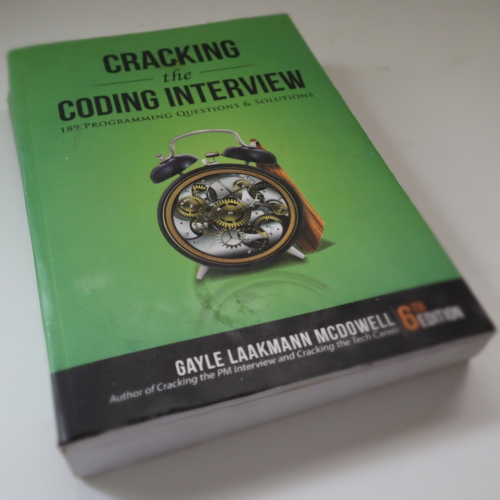 CRACKING
the
CODING INTERVIEW
189 PROGRAMMING QUESTIONS & SOLUTIONS
GAYLE LAAKMANN MCDOWELL 6TH EDITION
Author of Cracking the PM Interview and Cracking the Tech Career